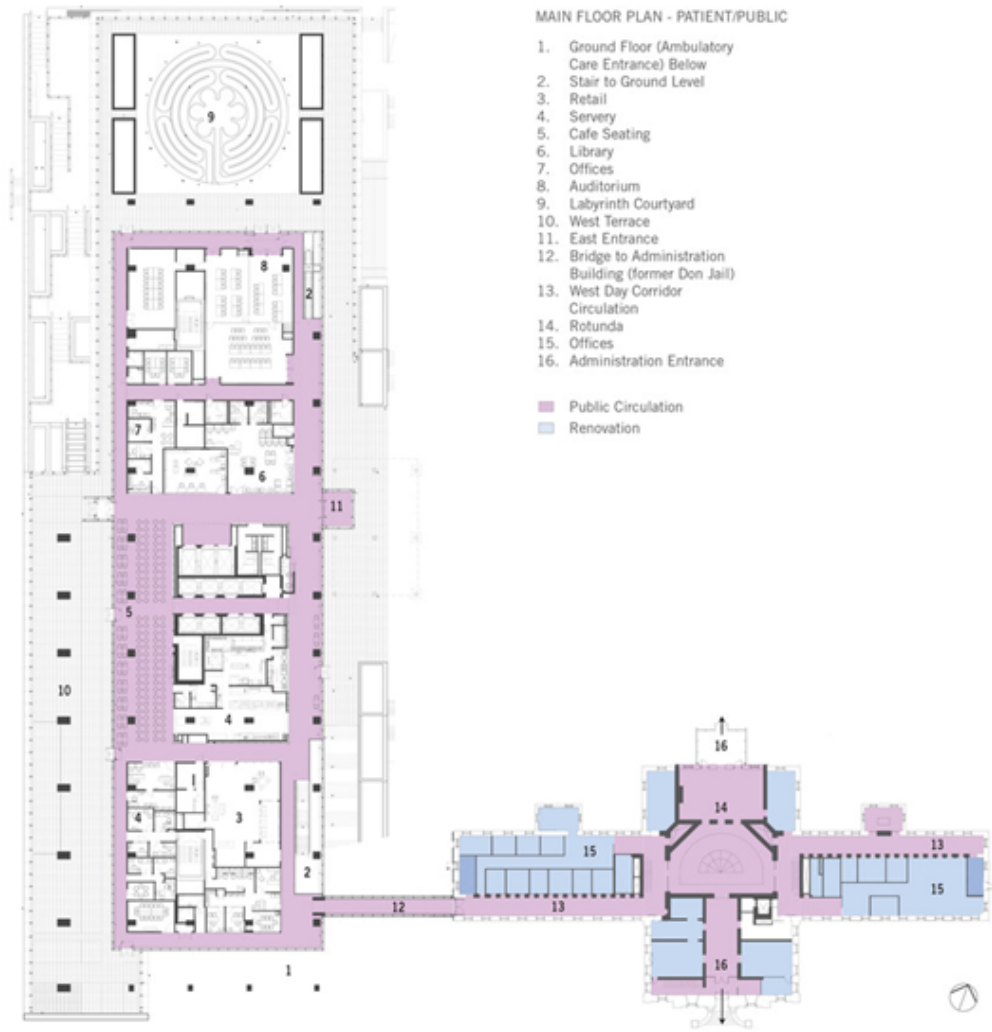 MAIN FLOOR PLAN - PATIENT/PUBLIC
1. Ground Floor (Ambulatory
Care Entrance) Below
2. Stair to Ground Level
3. Retail
4. Servery
5. Cafe Seating
6. Library
7. Offices
8. Auditorium
9. Labyrinth Courtyard
10. West Terrace
11. East Entrance
12. Bridge to Administration
Building (former Don Jail)
13. West Day Corridor
Circulation
14. Rotunda
15. Offices
16. Administration Entrance
Public Circulation
Renovation
9
8
2
7
6
11
5
10
4
4
3
2
12
1
16
14
15
13
13
15
16